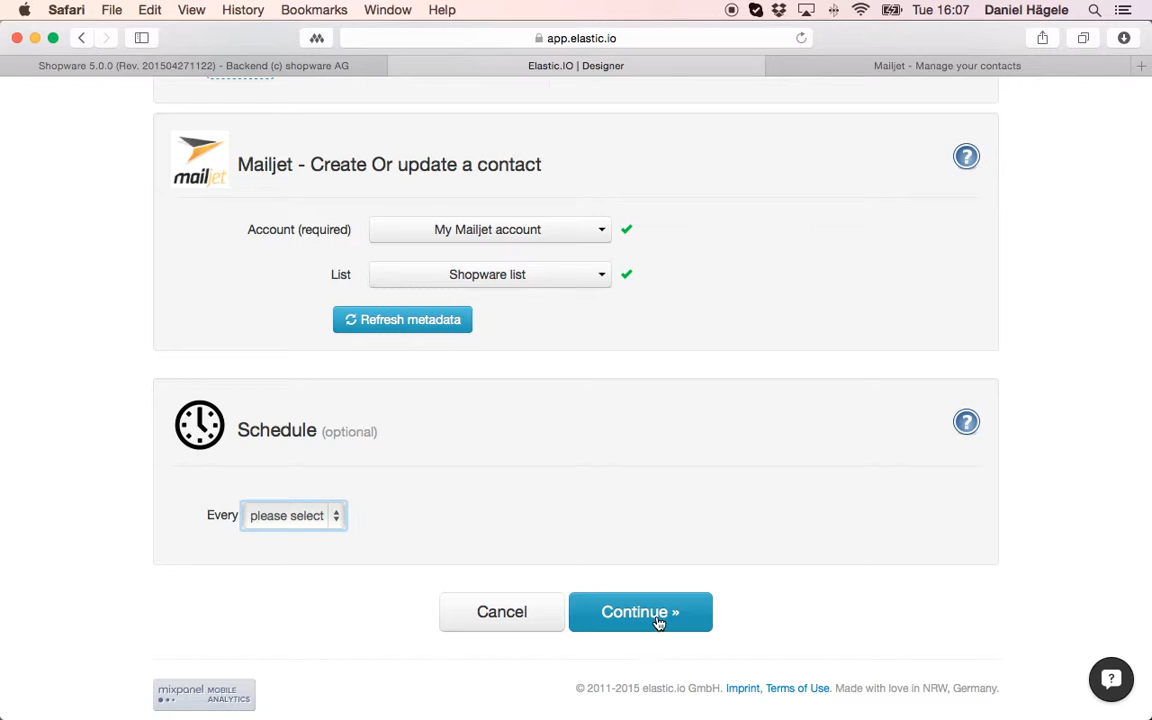 Safari File Edit View History Bookmarks Window Help Tue 16:07 Daniel Hägele
app.elastic.io
Shopware 5.0.0 (Rev. 201504271122) - Backend (c) shopware AG Elastic.IO | Designer Mailjet - Manage your contacts
mailjet Mailjet - Create Or update a contact ?
Account (required) My Mailjet account
List Shopware list
Refresh metadata
Schedule (optional) ?
Every please select
Cancel Continue »
mixpanel MOBILE ANALYTICS
© 2011-2015 elastic.io GmbH. Imprint, Terms of Use. Made with love in NRW, Germany.
?